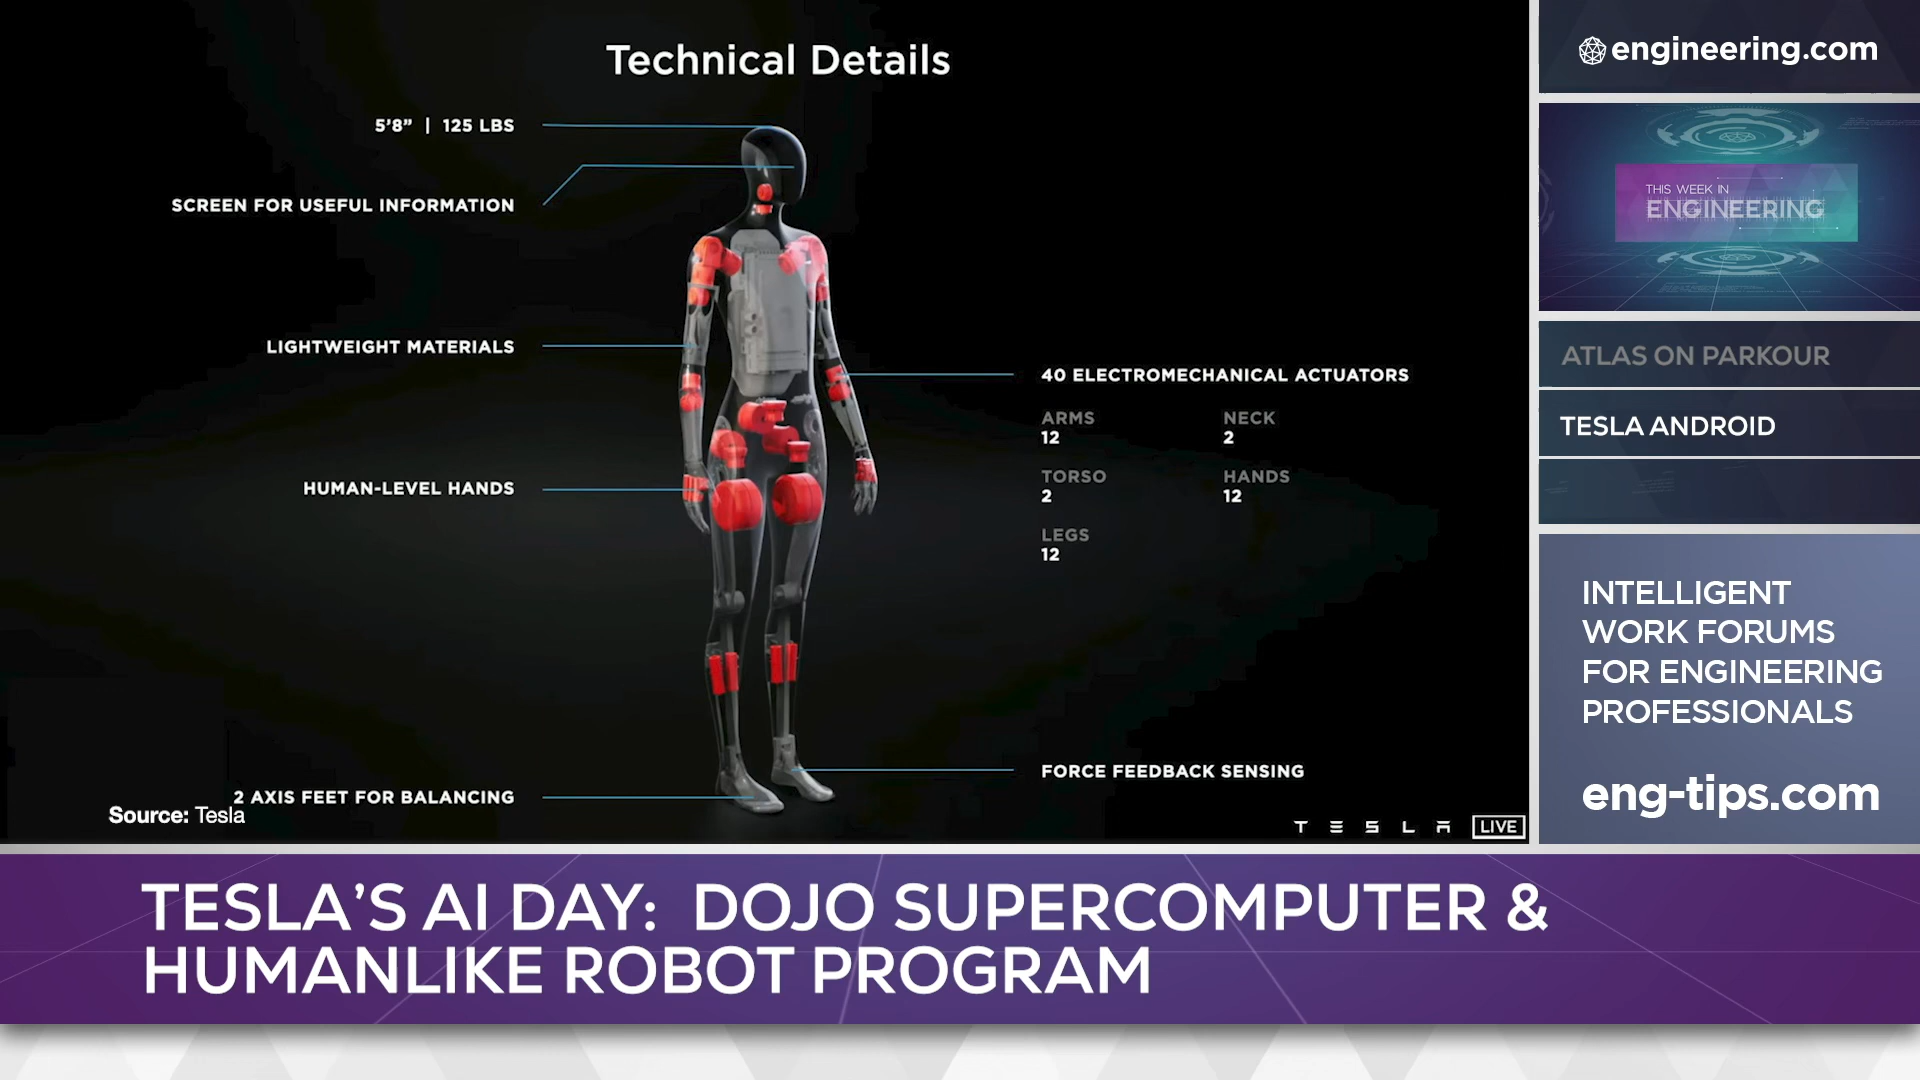 Technical Details
5'8” | 125 LBS
SCREEN FOR USEFUL INFORMATION
LIGHTWEIGHT MATERIALS
HUMAN-LEVEL HANDS
2 AXIS FEET FOR BALANCING
40 ELECTROMECHANICAL ACTUATORS
ARMS
12
NECK
2
TORSO
2
HANDS
12
LEGS
12
FORCE FEEDBACK SENSING
Source: Tesla
TESLA LIVE
engineering.com
THIS WEEK IN
ENGINEERING
ATLAS ON PARKOUR
TESLA ANDROID
INTELLIGENT
WORK FORUMS
FOR ENGINEERING
PROFESSIONALS
eng-tips.com
TESLA’S AI DAY: DOJO SUPERCOMPUTER &
HUMANLIKE ROBOT PROGRAM